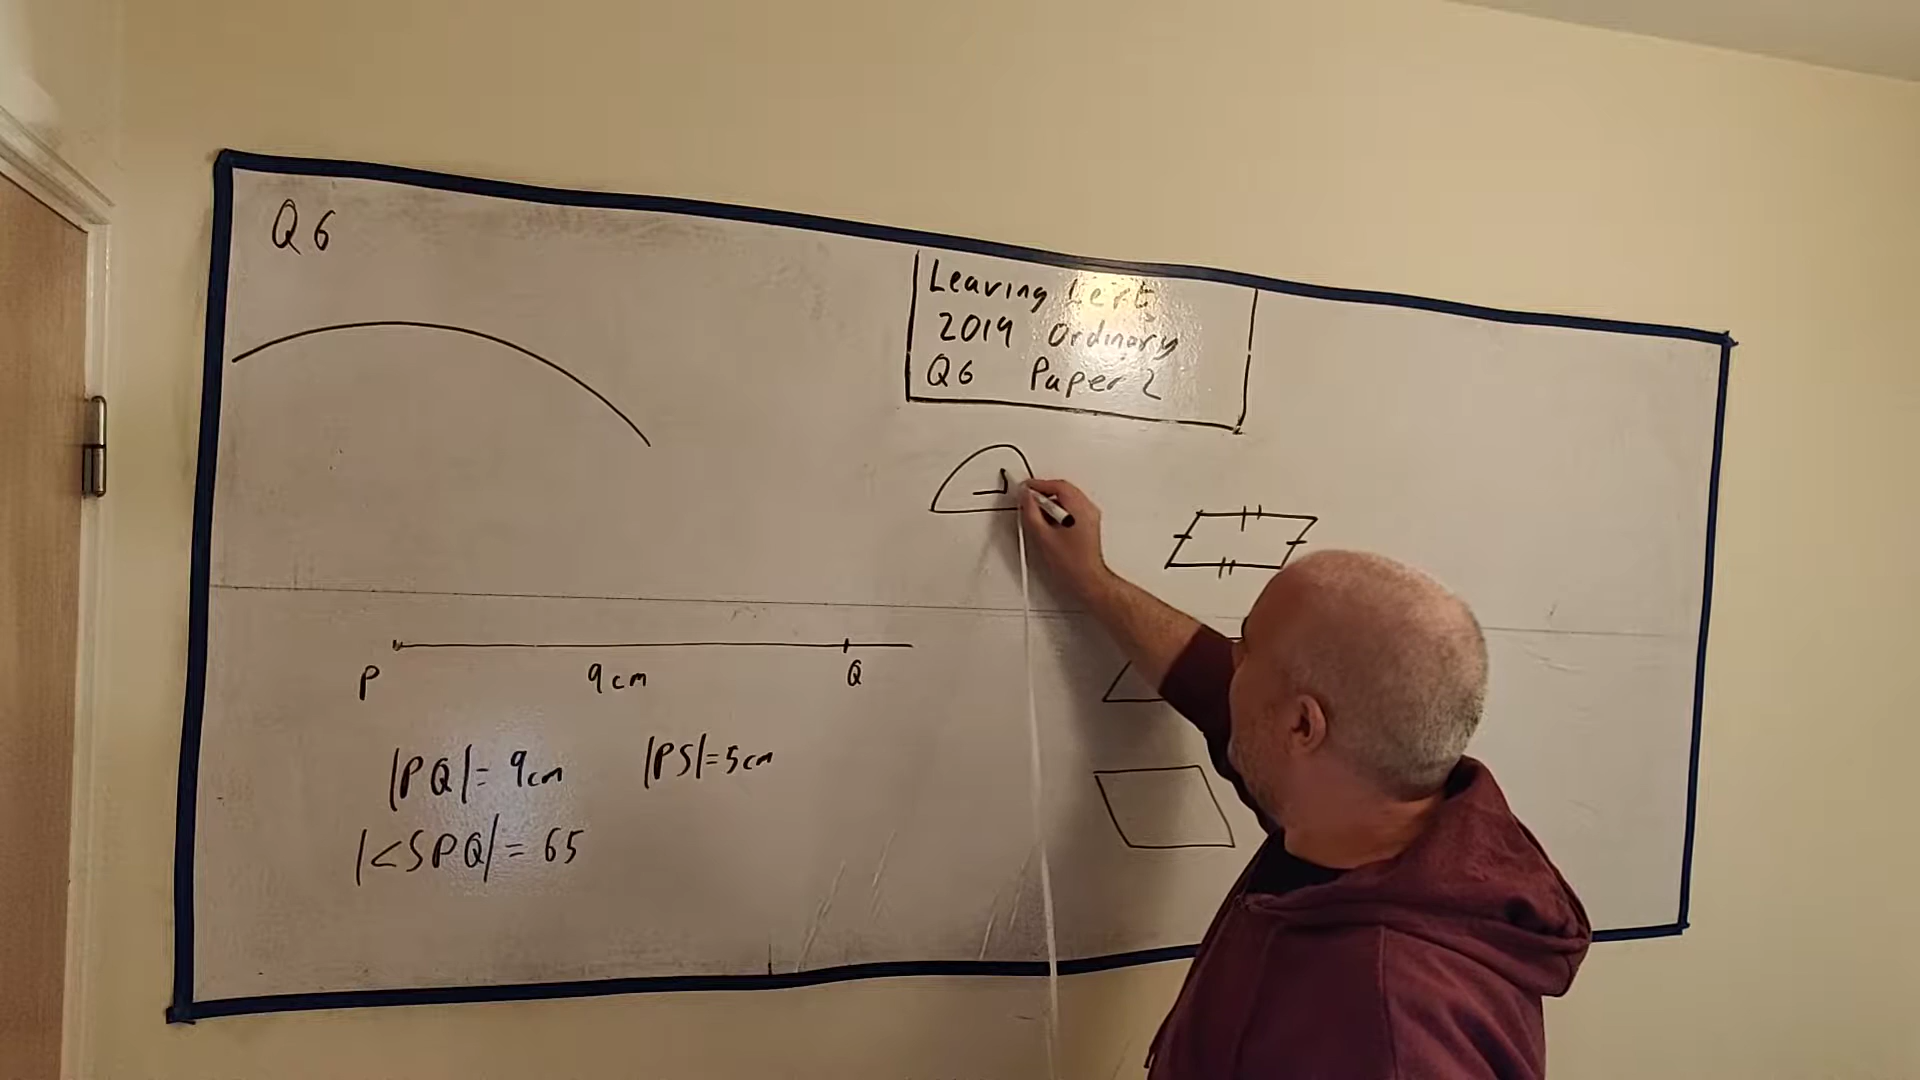 Q6
Leaving Cert
2019 Ordinary
Q6 Paper 2
P 9cm Q
|PQ|= 9cm |PS|=5cm
|<SPQ|= 65